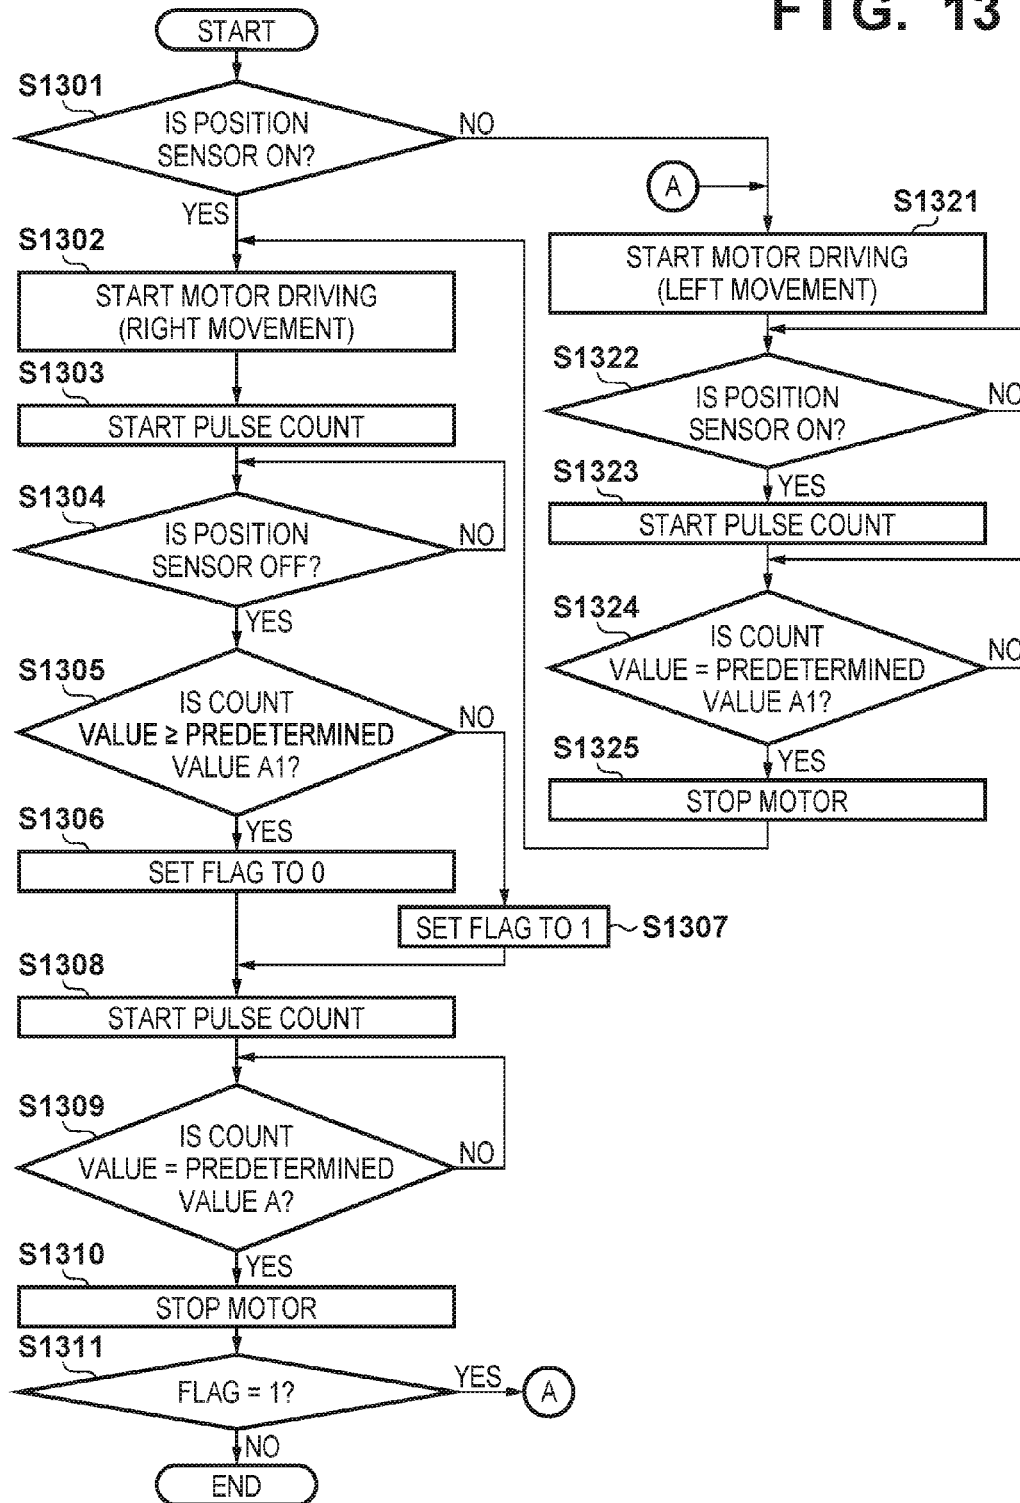 FIG. 13
START
S1301
IS POSITION
SENSOR ON?
NO
YES
S1302
START MOTOR DRIVING
(RIGHT MOVEMENT)
S1303
START PULSE COUNT
S1304
IS POSITION
SENSOR OFF?
NO
YES
S1305
IS COUNT
VALUE ≥ PREDETERMINED
VALUE A1?
NO
YES
S1306
SET FLAG TO 0
SET FLAG TO 1
S1307
S1308
START PULSE COUNT
S1309
IS COUNT
VALUE = PREDETERMINED
VALUE A?
NO
YES
S1310
STOP MOTOR
S1311
FLAG = 1?
YES
A
NO
END
A
S1321
START MOTOR DRIVING
(LEFT MOVEMENT)
S1322
IS POSITION
SENSOR ON?
NO
YES
S1323
START PULSE COUNT
S1324
IS COUNT
VALUE = PREDETERMINED
VALUE A1?
NO
YES
S1325
STOP MOTOR